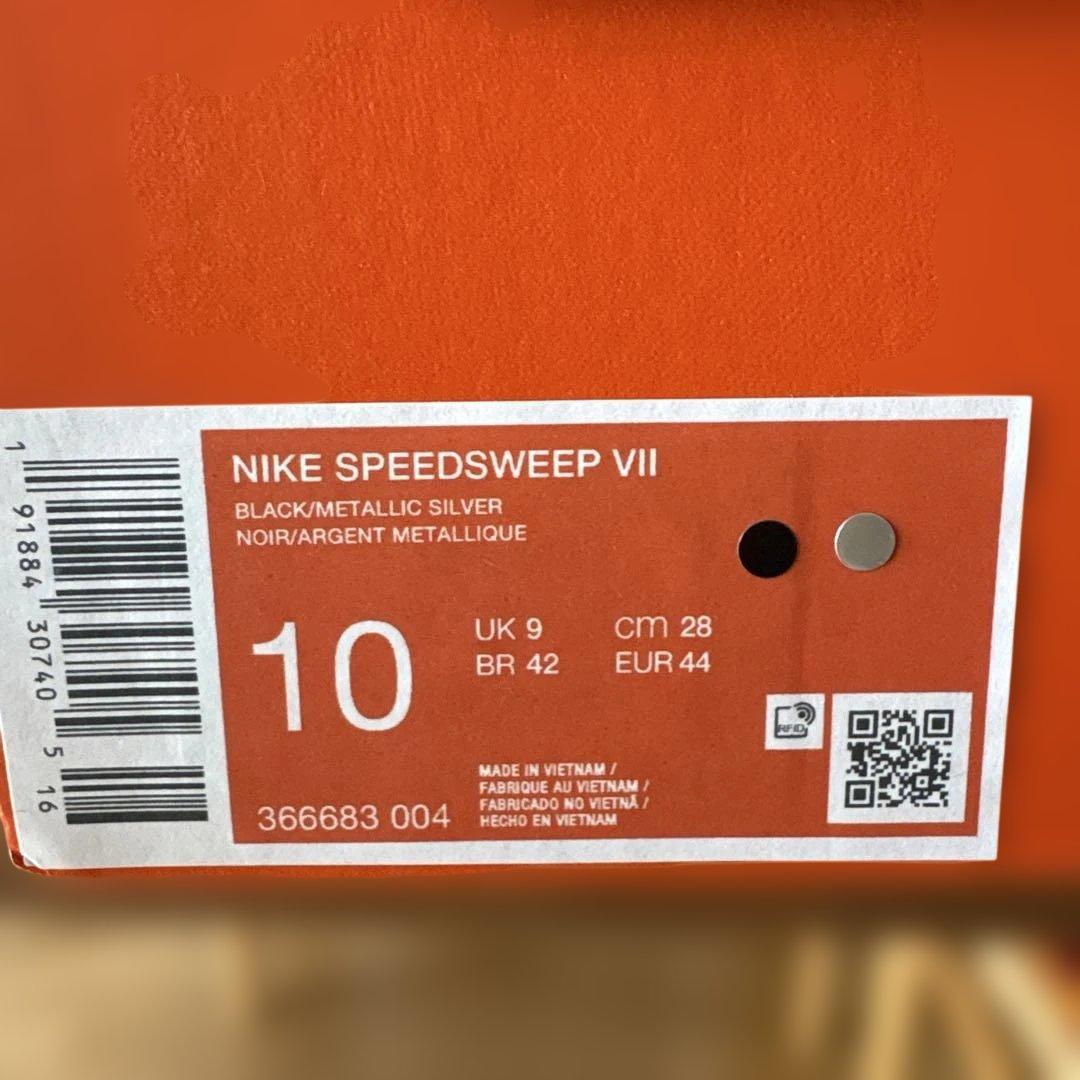 NIKE SPEEDSWEEP VII
BLACK/METALLIC SILVER
NOIR/ARGENT METALLIQUE
10
UK 9
cm 28
BR 42
EUR 44
RFID
MADE IN VIETNAM /
FABRIQUE AU VIETNAM /
FABRICADO NO VIETNÃ /
HECHO EN VIETNAM
366683 004
1 91884 30740 5 16